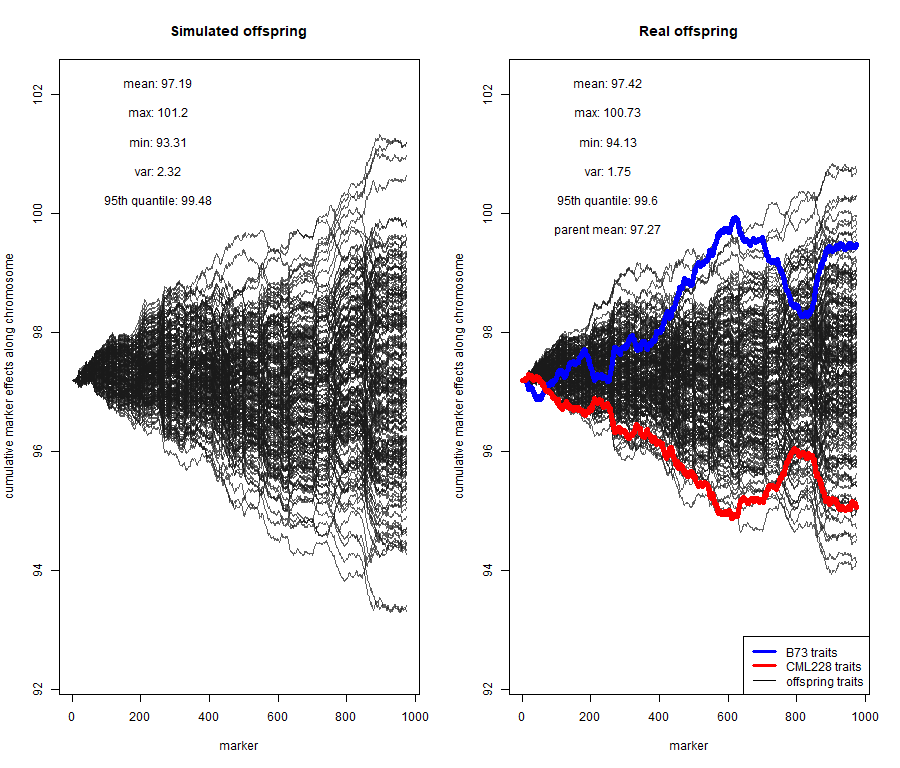 Simulated offspring
mean: 97.19
max: 101.2
min: 93.31
var: 2.32
95th quantile: 99.48
cumulative marker effects along chromosome
92
94
96
98
100
102
0
200
400
600
800
1000
marker
Real offspring
mean: 97.42
max: 100.73
min: 94.13
var: 1.75
95th quantile: 99.6
parent mean: 97.27
cumulative marker effects along chromosome
92
94
96
98
100
102
B73 traits
CML228 traits
offspring traits
0
200
400
600
800
1000
marker